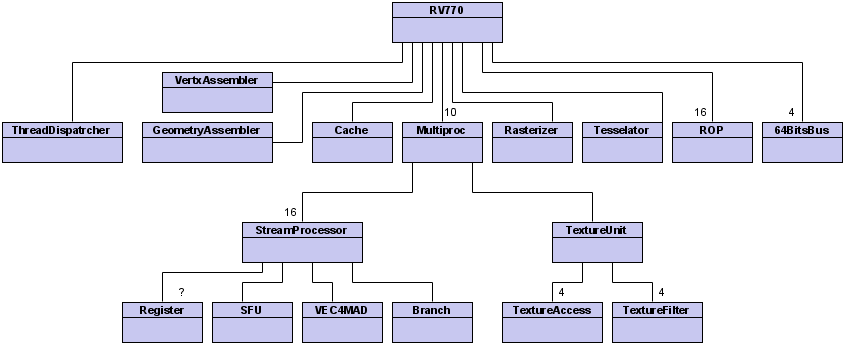 RV770
VertxAssembler
10
16
4
ThreadDispatrcher
GeometryAssembler
Cache
Multiproc
Rasterizer
Tesselator
ROP
64BitsBus
16
StreamProcessor
TextureUnit
?
4
4
Register
SFU
VEC4MAD
Branch
TextureAccess
TextureFilter